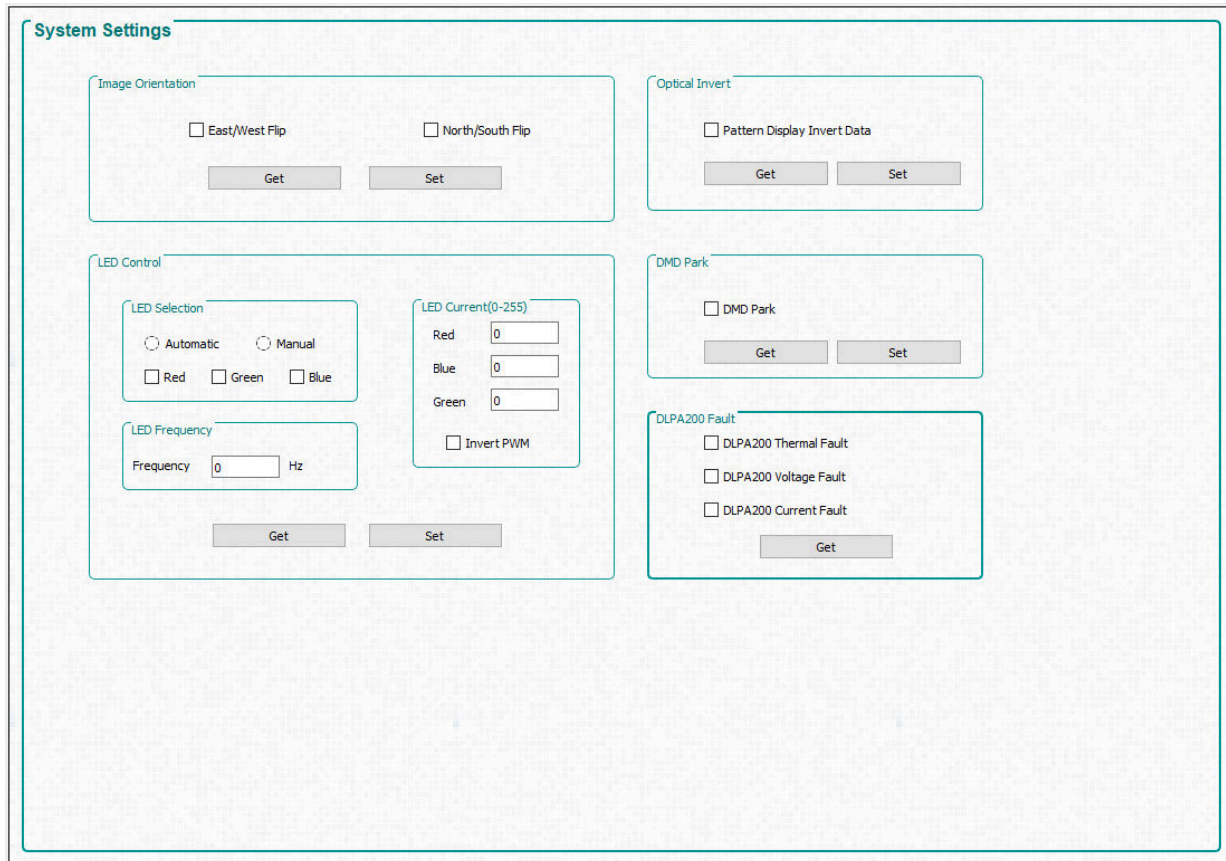 System Settings
Image Orientation
East/West Flip North/South Flip
Get Set
Optical Invert
Pattern Display Invert Data
Get Set
LED Control
LED Selection
Automatic Manual
Red Green Blue
LED Frequency
Frequency 0 Hz
LED Current(0-255)
Red 0
Blue 0
Green 0
Invert PWM
Get Set
DMD Park
DMD Park
Get Set
DLPA200 Fault
DLPA200 Thermal Fault
DLPA200 Voltage Fault
DLPA200 Current Fault
Get